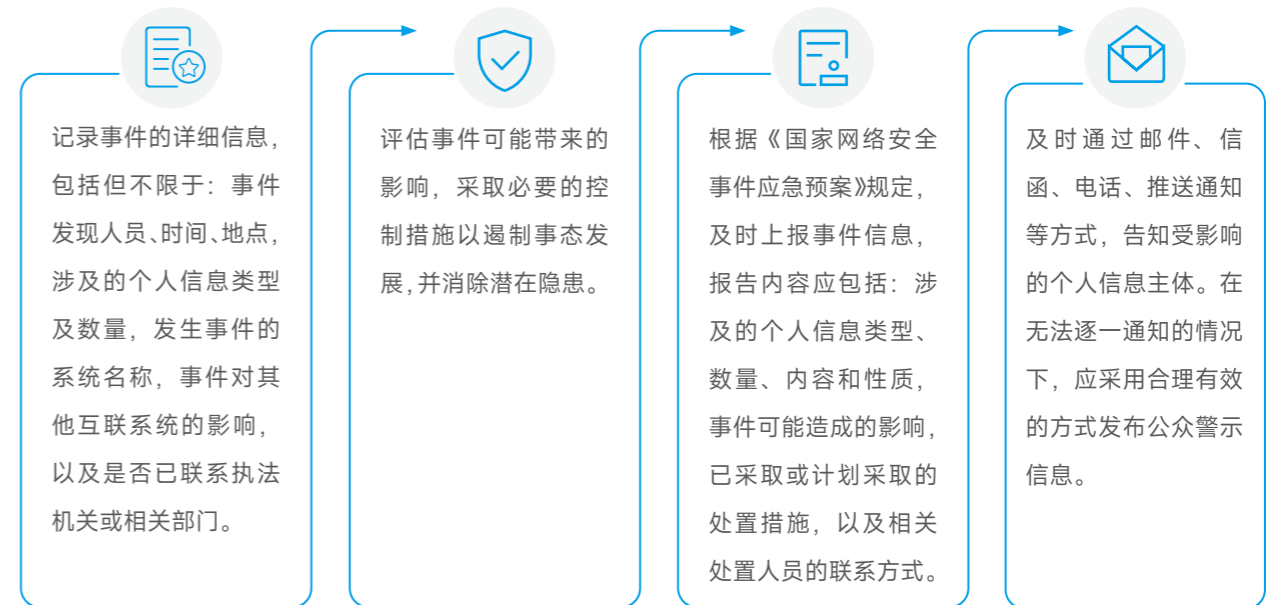 记录事件的详细信息，
包括但不限于：事件
发现人员、时间、地点，
涉及的个人信息类型
及数量，发生事件的
系统名称，事件对其
他互联系统的影响，
以及是否已联系执法
机关或相关部门。
评估事件可能带来的
影响，采取必要的控
制措施以遏制事态发
展，并消除潜在隐患。
根据《国家网络安全
事件应急预案》规定，
及时上报事件信息，
报告内容应包括：涉
及的个人信息类型、
数量、内容和性质，
事件可能造成的影响，
已采取或计划采取的
处置措施，以及相关
处置人员的联系方式。
及时通过邮件、信
函、电话、推送通知
等方式，告知受影响
的个人信息主体。在
无法逐一通知的情况
下，应采用合理有效
的方式发布公众警示
信息。